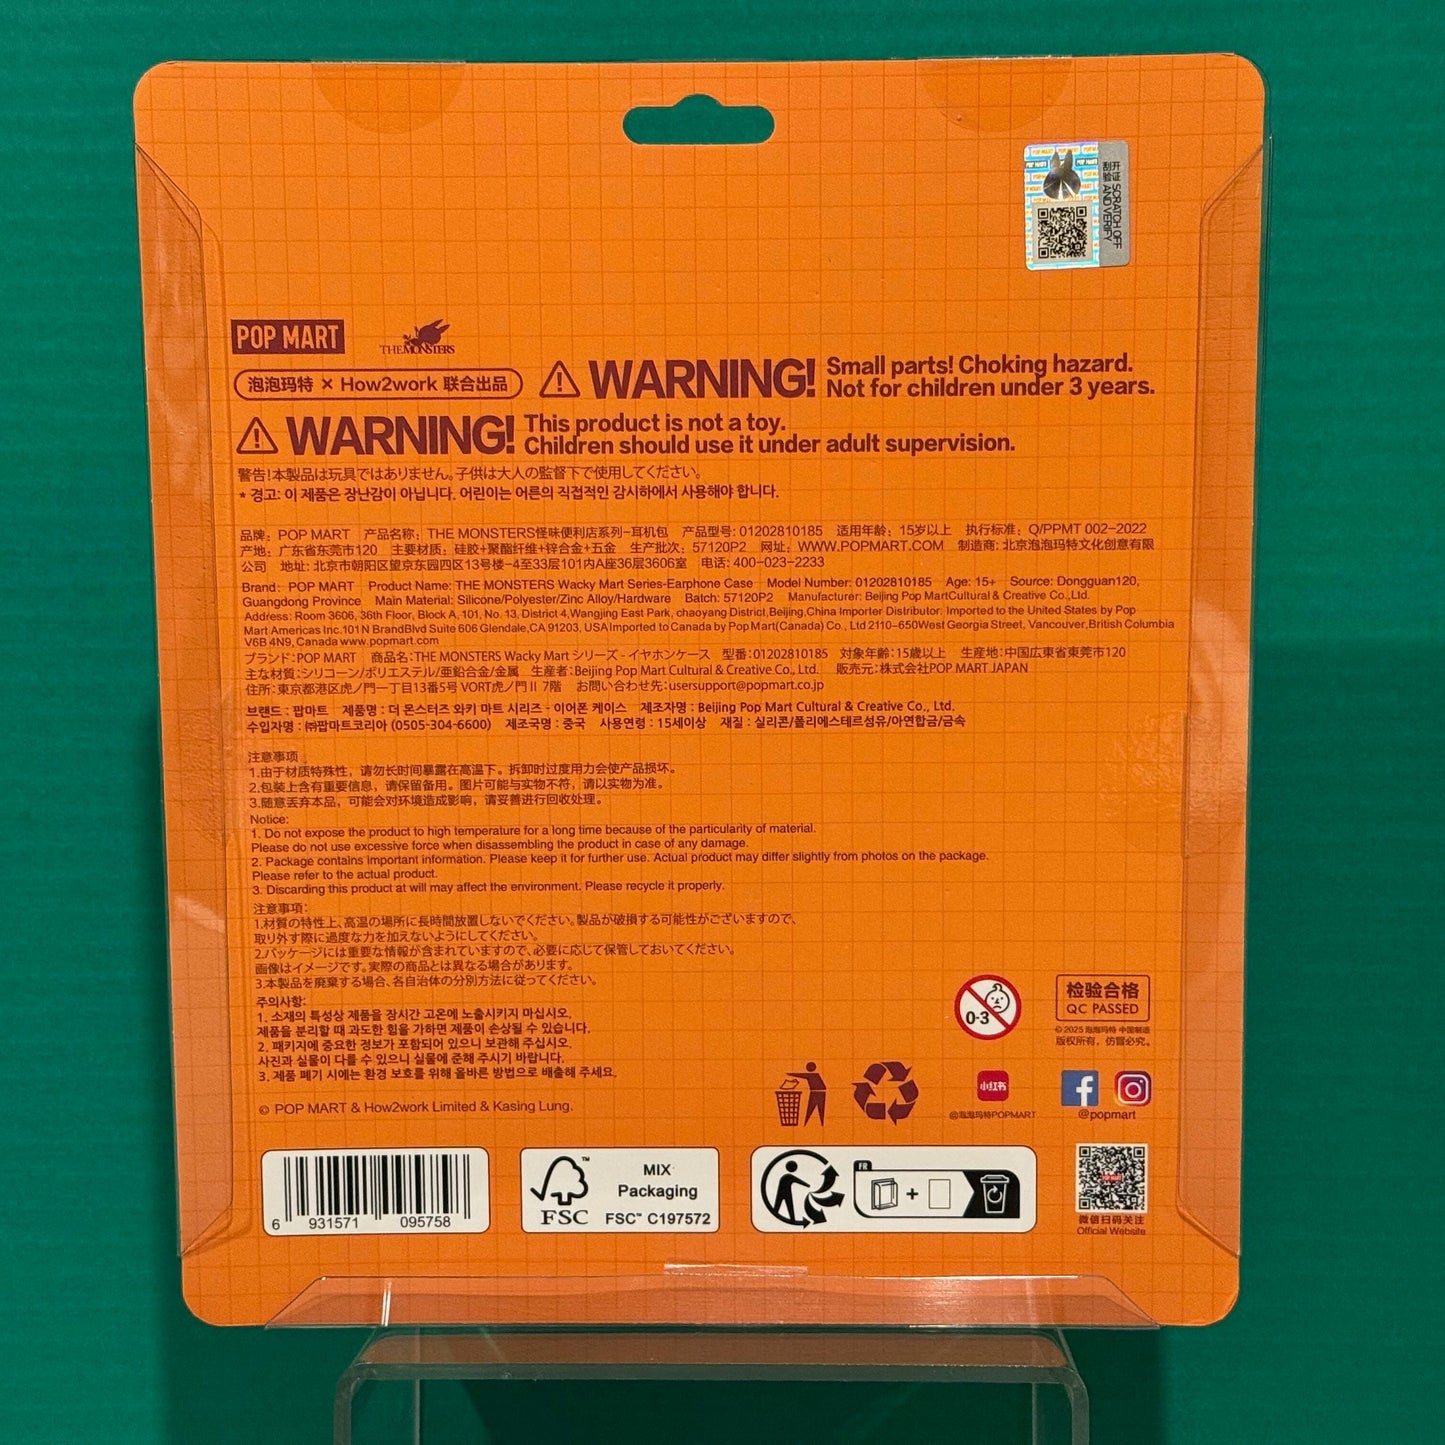 POP MART
刮开验证 SCRATCH OFF AND VERIFY
POP MART
THE MONSTERS
泡泡玛特 × How2work 联合出品
WARNING! Small parts! Choking hazard.
Not for children under 3 years.
WARNING! This product is not a toy.
Children should use it under adult supervision.
警告!本製品は玩具ではありません。子供は大人の監督下で使用してください。
* 경고: 이 제품은 장난감이 아닙니다. 어린이는 어른의 직접적인 감시하에서 사용해야 합니다.
品牌: POP MART 产品名称: THE MONSTERS怪味便利店系列-耳机包 产品型号: 01202810185 适用年龄: 15岁以上 执行标准: Q/PPMT 002-2022
产地: 广东省东莞市120 主要材质: 硅胶+聚酯纤维+锌合金+五金 生产批次: 57120P2 网址: WWW.POPMART.COM 制造商: 北京泡泡玛特文化创意有限
公司 地址: 北京市朝阳区望京东园四区13号楼-4至33层101内A座36层3606室 电话: 400-023-2233
Brand: POP MART Product Name: THE MONSTERS Wacky Mart Series-Earphone Case Model Number: 01202810185 Age: 15+ Source: Dongguan120,
Guangdong Province Main Material: Silicone/Polyester/Zinc Alloy/Hardware Batch: 57120P2 Manufacturer: Beijing Pop MartCultural & Creative Co.,Ltd.
Address: Room 3606, 36th Floor, Block A, 101, No. 13, District 4,Wangjing East Park, chaoyang District,Beijing,China Importer Distributor: Imported to the United States by Pop
Mart Americas Inc.101 N BrandBlvd Suite 606 Glendale,CA 91203, USA Imported to Canada by Pop Mart(Canada) Co., Ltd 2110-650West Georgia Street, Vancouver,British Columbia
V6B 4N9, Canada www.popmart.com
ブランド:POP MART 商品名:THE MONSTERS Wacky Mart シリーズ - イヤホンケース 型番:01202810185 対象年齢:15歳以上 生産地:中国広東省東莞市120
主な材質:シリコーン/ポリエステル/亜鉛合金/金属 生産者:Beijing Pop Mart Cultural & Creative Co., Ltd. 販売元:株式会社POP MART JAPAN
住所:東京都港区虎ノ門一丁目13番5号 VORT虎ノ門II 7階 お問い合わせ先:usersupport@popmart.co.jp
브랜드 : 팝마트 제품명 : 더 몬스터즈 와키 마트 시리즈 - 이어폰 케이스 제조자명 : Beijing Pop Mart Cultural & Creative Co., Ltd.
수입자명 : ㈜팝마트코리아 (0505-304-6600) 제조국명 : 중국 사용연령 : 15세이상 재질 : 실리콘/폴리에스테르섬유/아연합금/금속
注意事项
1.由于材质特殊性，请勿长时间暴露在高温下。拆卸时过度用力会使产品损坏。
2.包装上含有重要信息，请保留备用。图片可能与实物不符，请以实物为准。
3.随意丢弃本品，可能会对环境造成影响，请妥善进行回收处理。
Notice:
1. Do not expose the product to high temperature for a long time because of the particularity of material.
Please do not use excessive force when disassembling the product in case of any damage.
2. Package contains important information. Please keep it for further use. Actual product may differ slightly from photos on the package.
Please refer to the actual product.
3. Discarding this product at will may affect the environment. Please recycle it properly.
注意事項:
1.材質の特性上、高温の場所に長時間放置しないでください。製品が破損する可能性がございますので、
取り外す際に過度な力を加えないようにしてください。
2.パッケージには重要な情報が含まれていますので、必要に応じて保管しておいてください。
画像はイメージです。実際の商品とは異なる場合があります。
3.本製品を廃棄する場合、各自治体の分別方法に従ってください。
주의사항:
1. 소재의 특성상 제품을 장시간 고온에 노출시키지 마십시오,
제품을 분리할 때 과도한 힘을 가하면 제품이 손상될 수 있습니다.
2. 패키지에 중요한 정보가 포함되어 있으니 보관해 주십시오.
사진과 실물이 다를 수 있으니 실물에 준해 주시기 바랍니다.
3. 제품 폐기 시에는 환경 보호를 위해 올바른 방법으로 배출해 주세요.
© POP MART & How2work Limited & Kasing Lung.
0-3
检验合格
QC PASSED
© 2025 泡泡玛特 中国制造
版权所有，仿冒必究。
小红书
@泡泡玛特POPMART
@popmart
6 931571 095758
FSC™
MIX
Packaging
FSC™ C197572
FR
+
微信扫码关注
Official Website